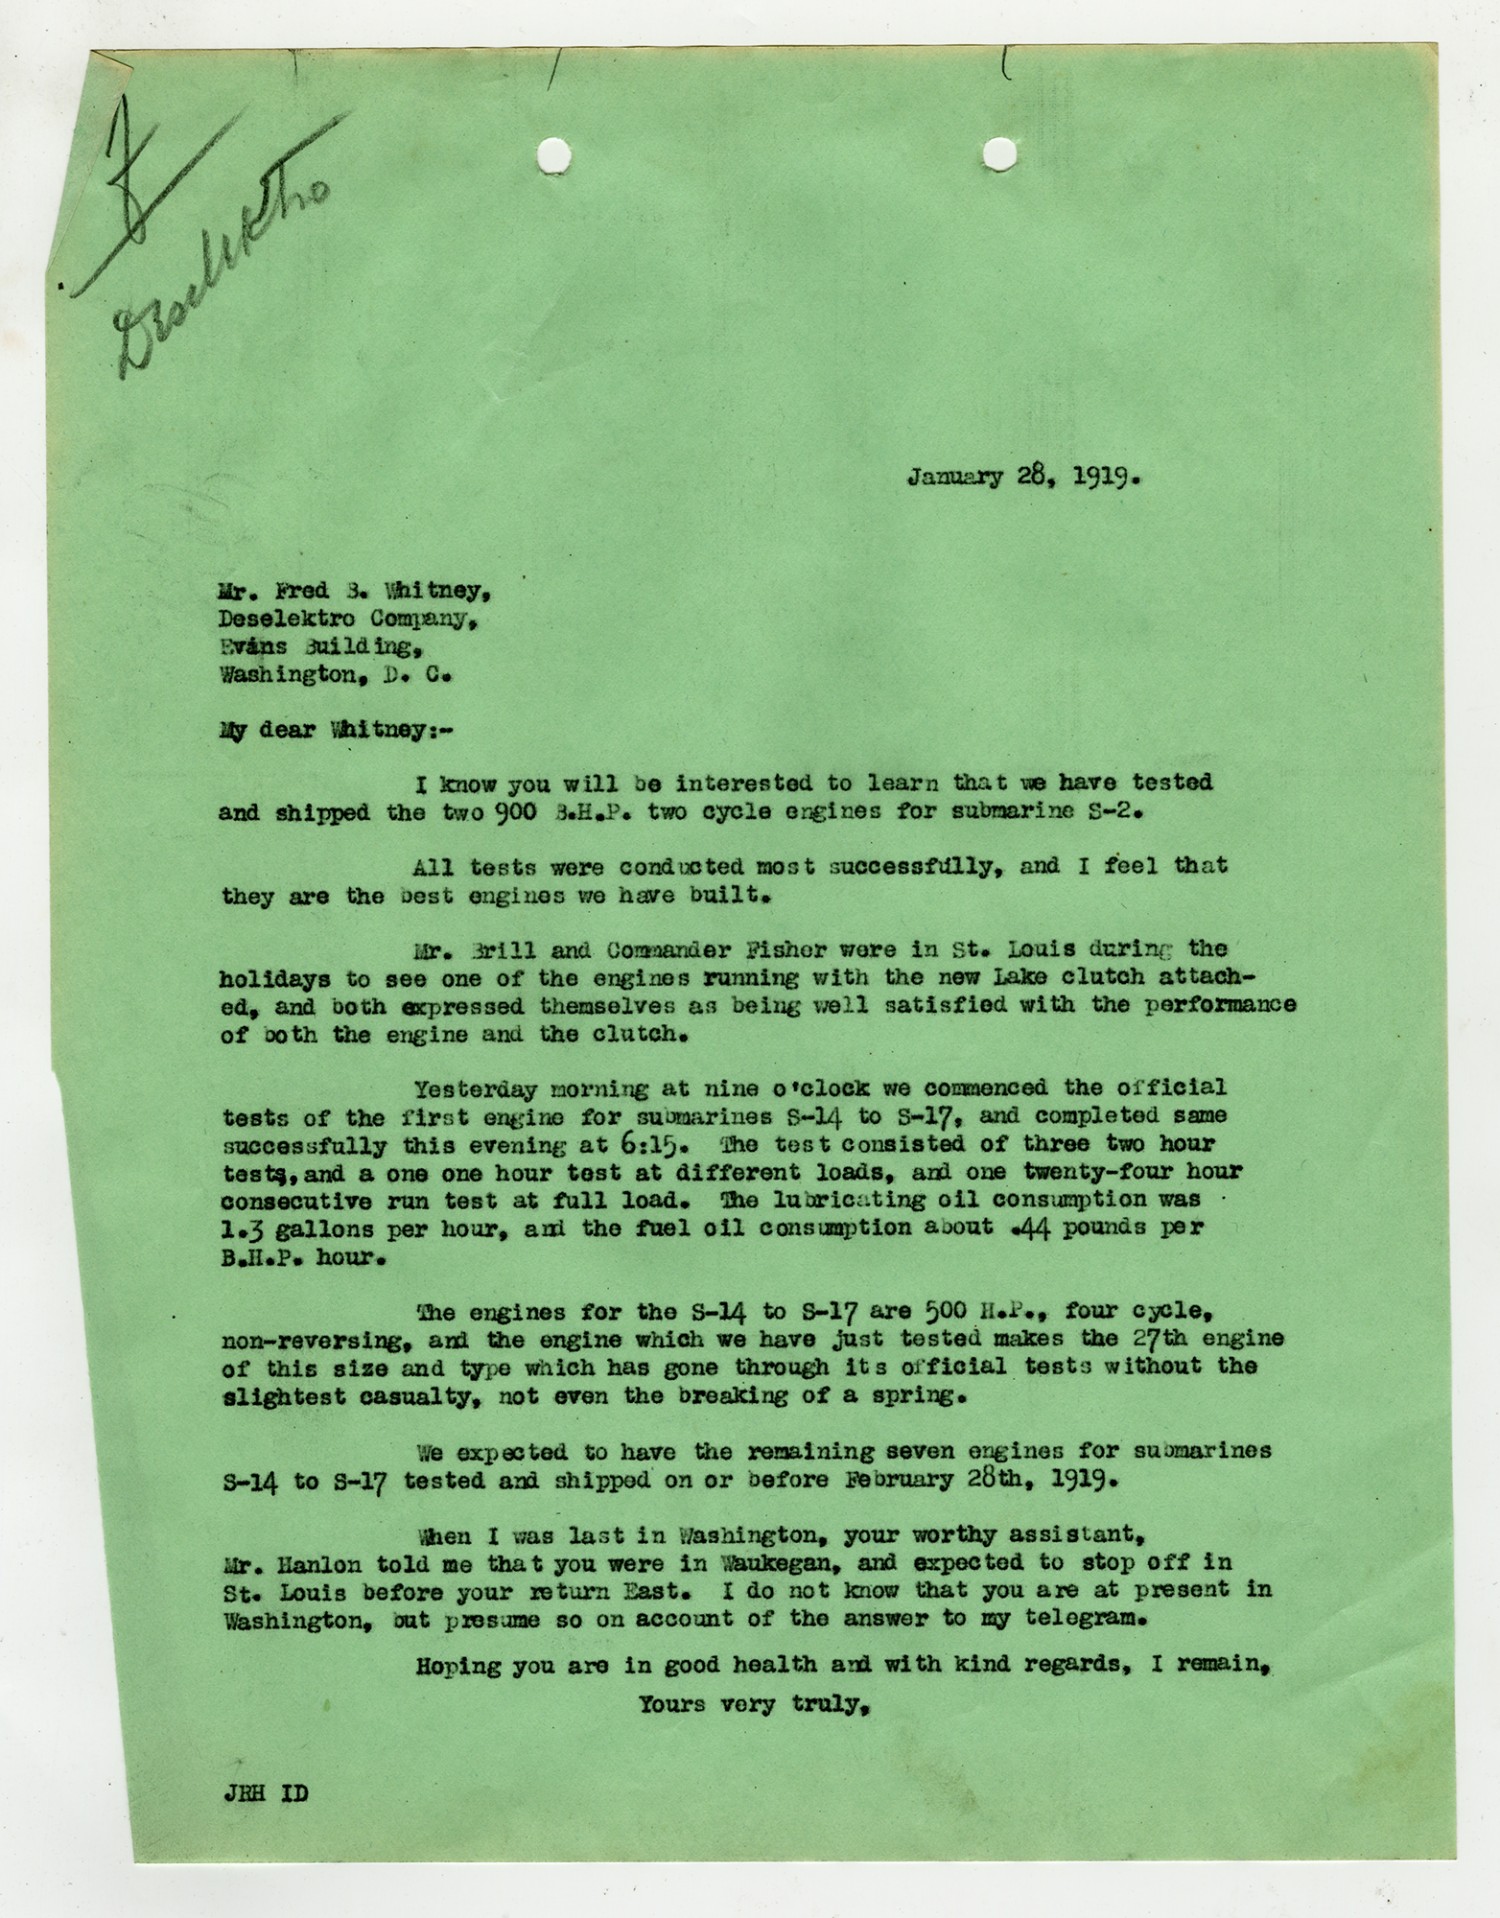 F
Deselektro
January 28, 1919.
Mr. Fred B. Whitney,
Deselektro Company,
Evans Building,
Washington, D. C.
My dear Whitney:-
I know you will be interested to learn that we have tested
and shipped the two 900 B.H.P. two cycle engines for submarine S-2.
All tests were conducted most successfully, and I feel that
they are the best engines we have built.
Mr. Brill and Commander Fisher were in St. Louis during the
holidays to see one of the engines running with the new Lake clutch attach-
ed, and both expressed themselves as being well satisfied with the performance
of both the engine and the clutch.
Yesterday morning at nine o'clock we commenced the official
tests of the first engine for submarines S-14 to S-17, and completed same
successfully this evening at 6:15. The test consisted of three two hour
tests, and a one one hour test at different loads, and one twenty-four hour
consecutive run test at full load. The lubricating oil consumption was
1.3 gallons per hour, and the fuel oil consumption about .44 pounds per
B.H.P. hour.
The engines for the S-14 to S-17 are 500 H.P., four cycle,
non-reversing, and the engine which we have just tested makes the 27th engine
of this size and type which has gone through its official tests without the
slightest casualty, not even the breaking of a spring.
We expected to have the remaining seven engines for submarines
S-14 to S-17 tested and shipped on or before February 28th, 1919.
When I was last in Washington, your worthy assistant,
Mr. Hanlon told me that you were in Waukegan, and expected to stop off in
St. Louis before your return East. I do not know that you are at present in
Washington, but presume so on account of the answer to my telegram.
Hoping you are in good health and with kind regards, I remain,
Yours very truly,
JRH ID